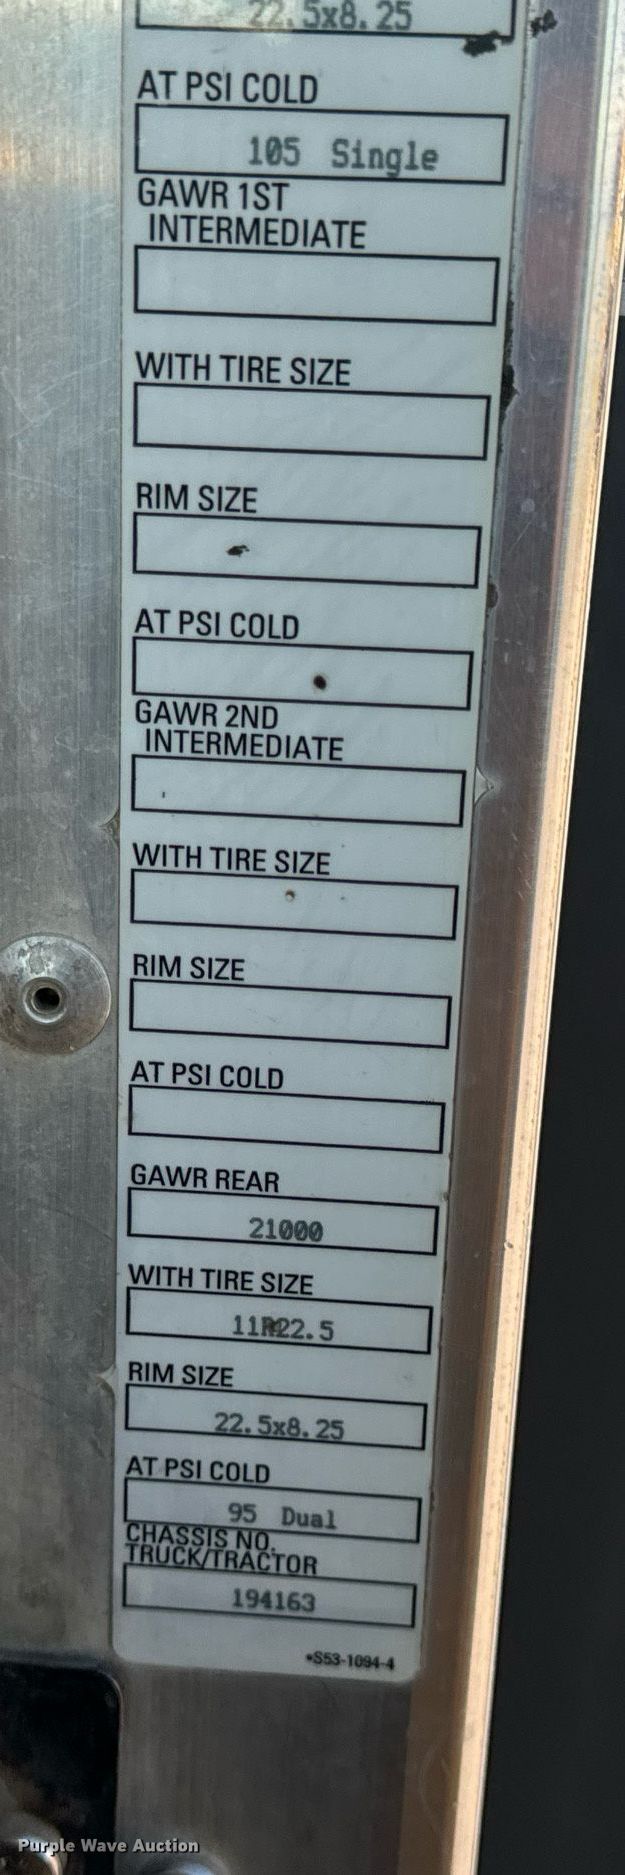 22.5x8.25
AT PSI COLD
105 Single
GAWR 1ST
INTERMEDIATE
WITH TIRE SIZE
RIM SIZE
AT PSI COLD
GAWR 2ND
INTERMEDIATE
WITH TIRE SIZE
RIM SIZE
AT PSI COLD
GAWR REAR
21000
WITH TIRE SIZE
11R22.5
RIM SIZE
22.5x8.25
AT PSI COLD
95 Dual
CHASSIS NO.
TRUCK/TRACTOR
194163
•S53-1094-4
Purple Wave Auction